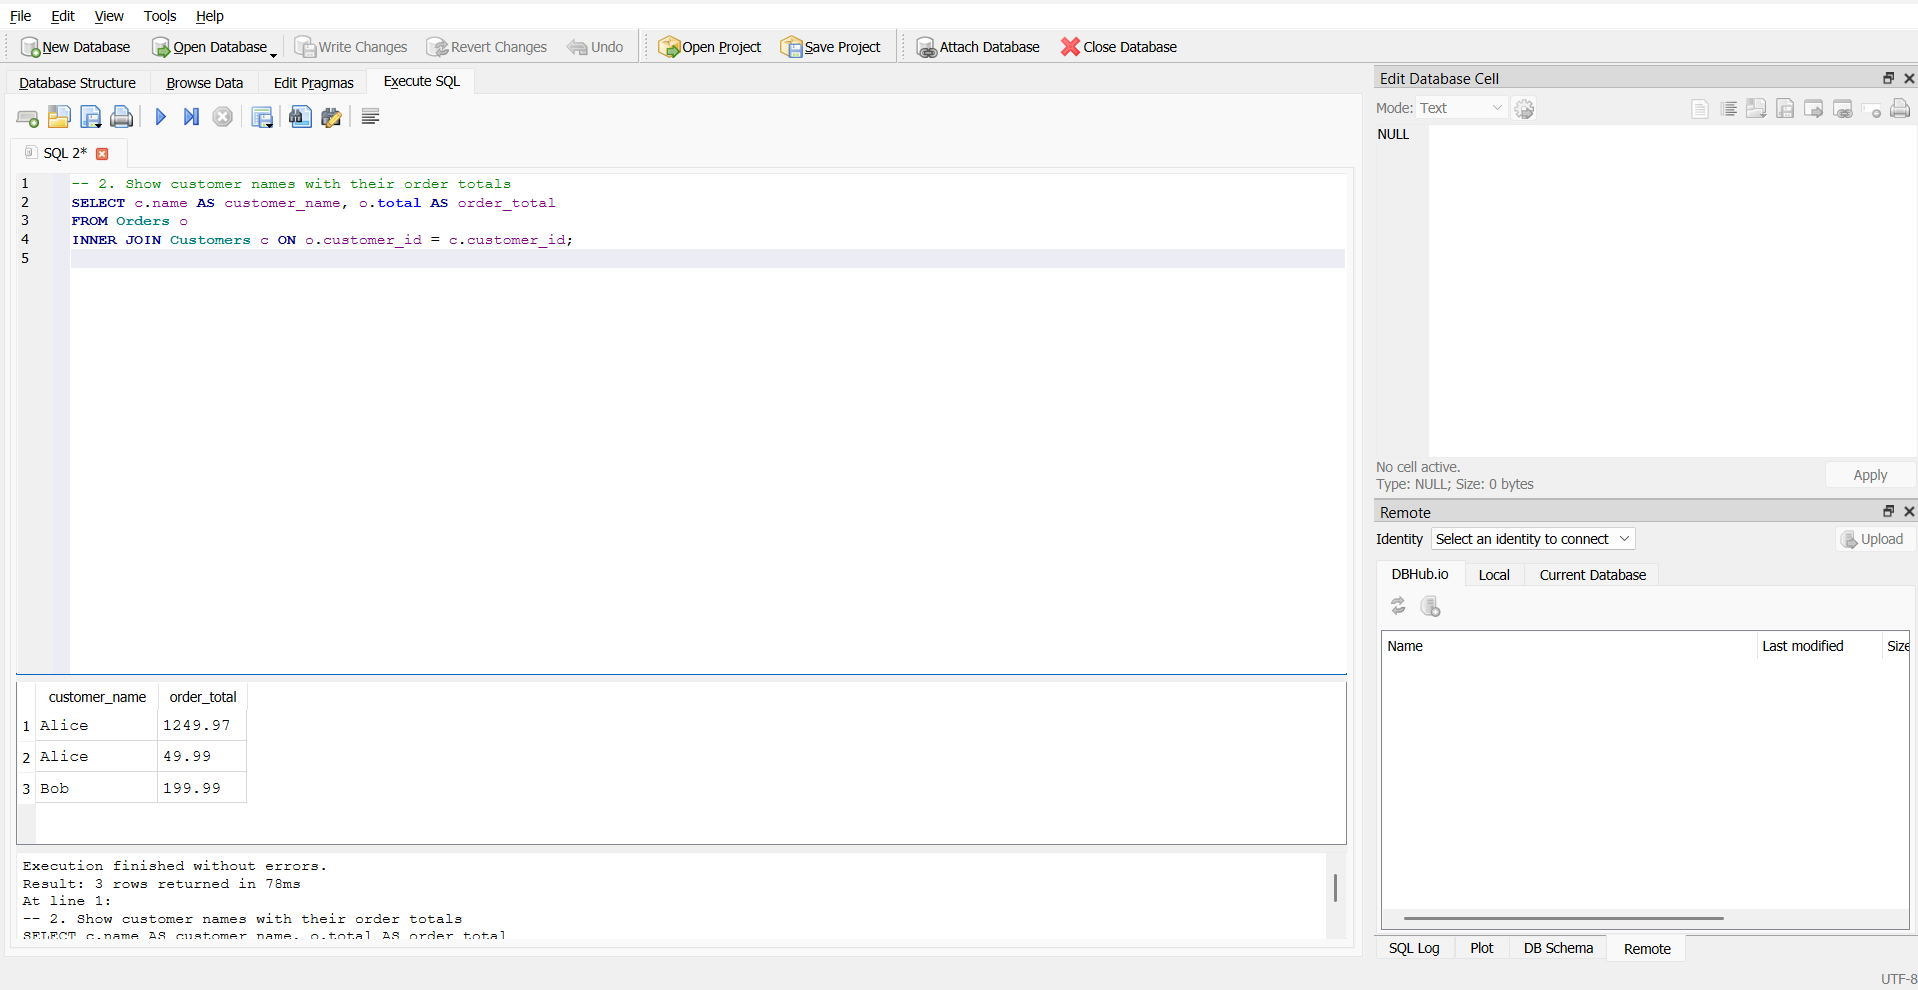 File Edit View Tools Help
New Database Open Database Write Changes Revert Changes Undo Open Project Save Project Attach Database Close Database
Database Structure Browse Data Edit Pragmas Execute SQL
SQL 2*
1 -- 2. Show customer names with their order totals
2 SELECT c.name AS customer_name, o.total AS order_total
3 FROM Orders o
4 INNER JOIN Customers c ON o.customer_id = c.customer_id;
5
customer_name order_total
1 Alice 1249.97
2 Alice 49.99
3 Bob 199.99
Execution finished without errors.
Result: 3 rows returned in 78ms
At line 1:
-- 2. Show customer names with their order totals
SELECT c.name AS customer_name, o.total AS order_total
Edit Database Cell
Mode: Text
NULL
No cell active.
Type: NULL; Size: 0 bytes
Apply
Remote
Identity Select an identity to connect Upload
DBHub.io Local Current Database
Name Last modified Size
SQL Log Plot DB Schema Remote
UTF-8